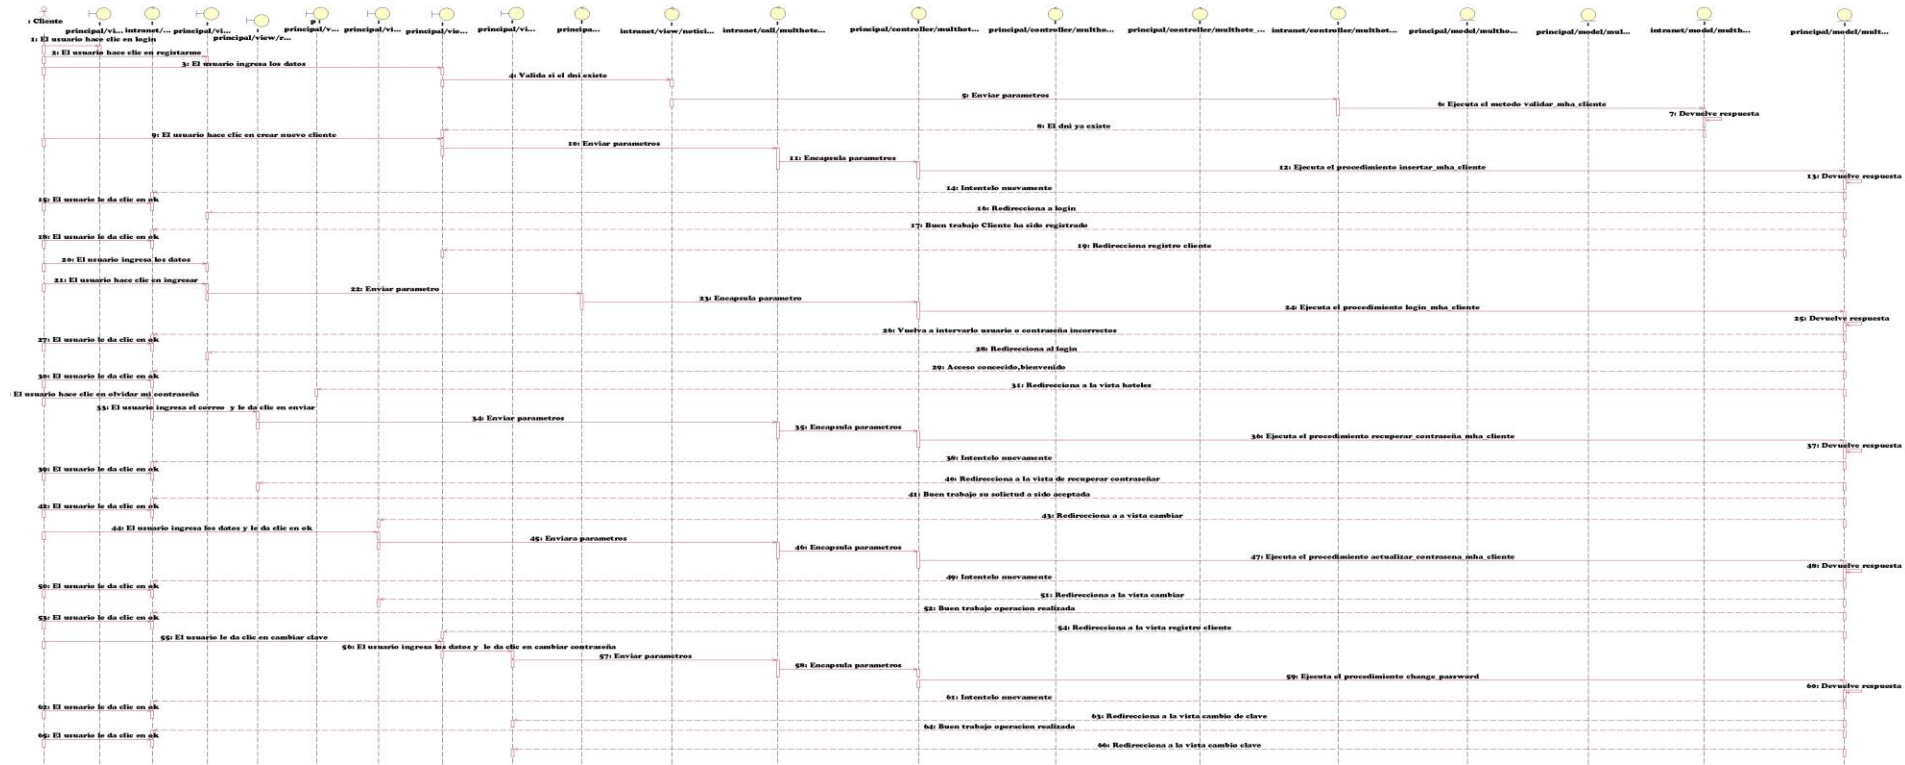 : Cliente
principal/vi...
intranet/...
principal/vi...
principal/view/r...
principal/v...
principal/vi...
principal/vie...
principal/vi...
principa...
intranet/view/notici...
intranet/call/multhote...
principal/controller/multhot...
principal/controller/multho...
principal/controller/multhote_...
intranet/controller/multhot...
principal/model/multho...
principal/model/mul...
intranet/model/multh...
principal/model/mult...
1: El usuario hace clic en login
2: El usuario hace clic en registarme
3: El usuario ingresa los datos
4: Valida si el dni existe
5: Enviar parametros
6: Ejecuta el metodo validar_mha_cliente
7: Devuelve respuesta
8: El dni ya existe
9: El usuario hace clic en crear nuevo cliente
10: Enviar parametros
11: Encapsula parametros
12: Ejecuta el procedimiento insertar_mha_cliente
13: Devuelve respuesta
14: Intentelo nuevamente
15: El usuario le da clic en ok
16: Redirecciona a login
17: Buen trabajo Cliente ha sido registrado
18: El usuario le da clic en ok
19: Redirecciona registro cliente
20: El usuario ingresa los datos
21: El usuario hace clic en ingresar
22: Enviar parametro
23: Encapsula parametro
24: Ejecuta el procedimiento login_mha_cliente
25: Devuelve respuesta
26: Vuelva a intervarlo usuario o contraseña incorrectos
27: El usuario le da clic en ok
28: Redirecciona al login
29: Acceso concecido,bienvenido
30: El usuario le da clic en ok
31: Redirecciona a la vista hoteles
: El usuario hace clic en olvidar mi contraseña
33: El usuario ingresa el correo y le da clic en enviar
34: Enviar parametros
35: Encapsula parametros
36: Ejecuta el procedimiento recuperar_contraseña_mha_cliente
37: Devuelve respuesta
38: Intentelo nuevamente
39: El usuario le da clic en ok
40: Redirecciona a la vista de recuperar contraseñar
41: Buen trabajo su solictud a sido aceptada
42: El usuario le da clic en ok
43: Redirecciona a a vista cambiar
44: El usuario ingresa los datos y le da clic en ok
45: Enviara parametros
46: Encapsula parametros
47: Ejecuta el procedimiento actualizar_contrasena_mha_cliente
48: Devuelve respuesta
49: Intentelo nuevamente
50: El usuario le da clic en ok
51: Redirecciona a la vista cambiar
52: Buen trabajo operacion realizada
53: El usuario le da clic en ok
54: Redirecciona a la vista registro cliente
55: El usuario le da clic en cambiar clave
56: El usuario ingresa los datos y le da clic en cambiar contraseña
57: Enviar parametros
58: Encapsula parametros
59: Ejecuta el procedimiento change_password
60: Devuelve respuesta
61: Intentelo nuevamente
62: El usuario le da clic en ok
63: Redirecciona a la vista cambio de clave
64: Buen trabajo operacion realizada
65: El usuario le da clic en ok
66: Redirecciona a la vista cambio clave